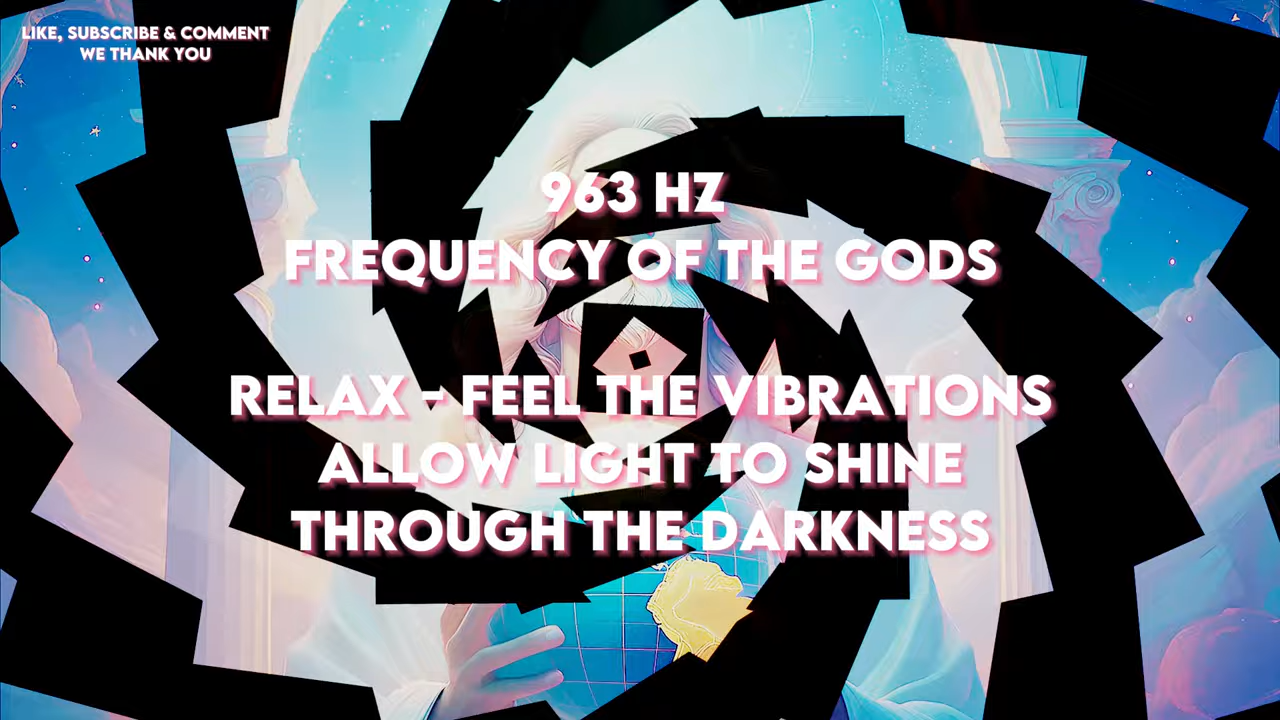 LIKE, SUBSCRIBE & COMMENT
WE THANK YOU
963 HZ
FREQUENCY OF THE GODS
RELAX - FEEL THE VIBRATIONS
ALLOW LIGHT TO SHINE
THROUGH THE DARKNESS